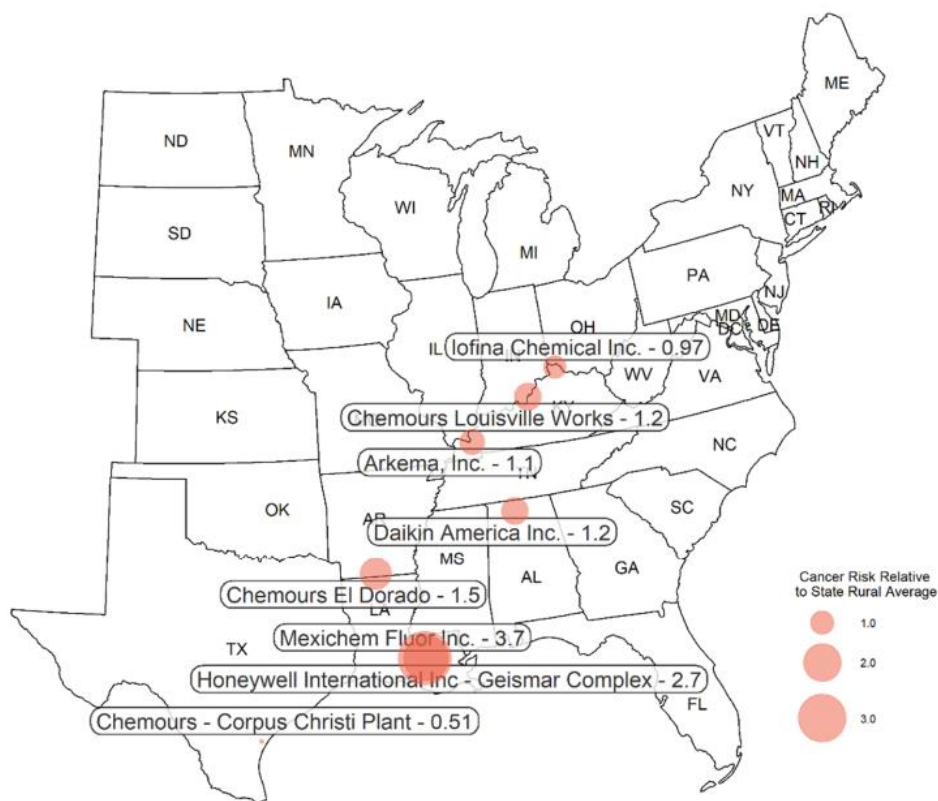 ME
ND
MN
VT
NH
NY
MA
CT
RI
WI
SD
MI
PA
IA
NJ
NE
OH
MD
DC
DE
IL
IN
Iofina Chemical Inc. - 0.97
WV
VA
KS
KY
Chemours Louisville Works - 1.2
NC
Arkema, Inc. - 1.1
TN
OK
AR
SC
Daikin America Inc. - 1.2
MS
AL
GA
Chemours El Dorado - 1.5
LA
TX
Mexichem Fluor Inc. - 3.7
Honeywell International Inc - Geismar Complex - 2.7
FL
Chemours - Corpus Christi Plant - 0.51
Cancer Risk Relative
to State Rural Average
1.0
2.0
3.0